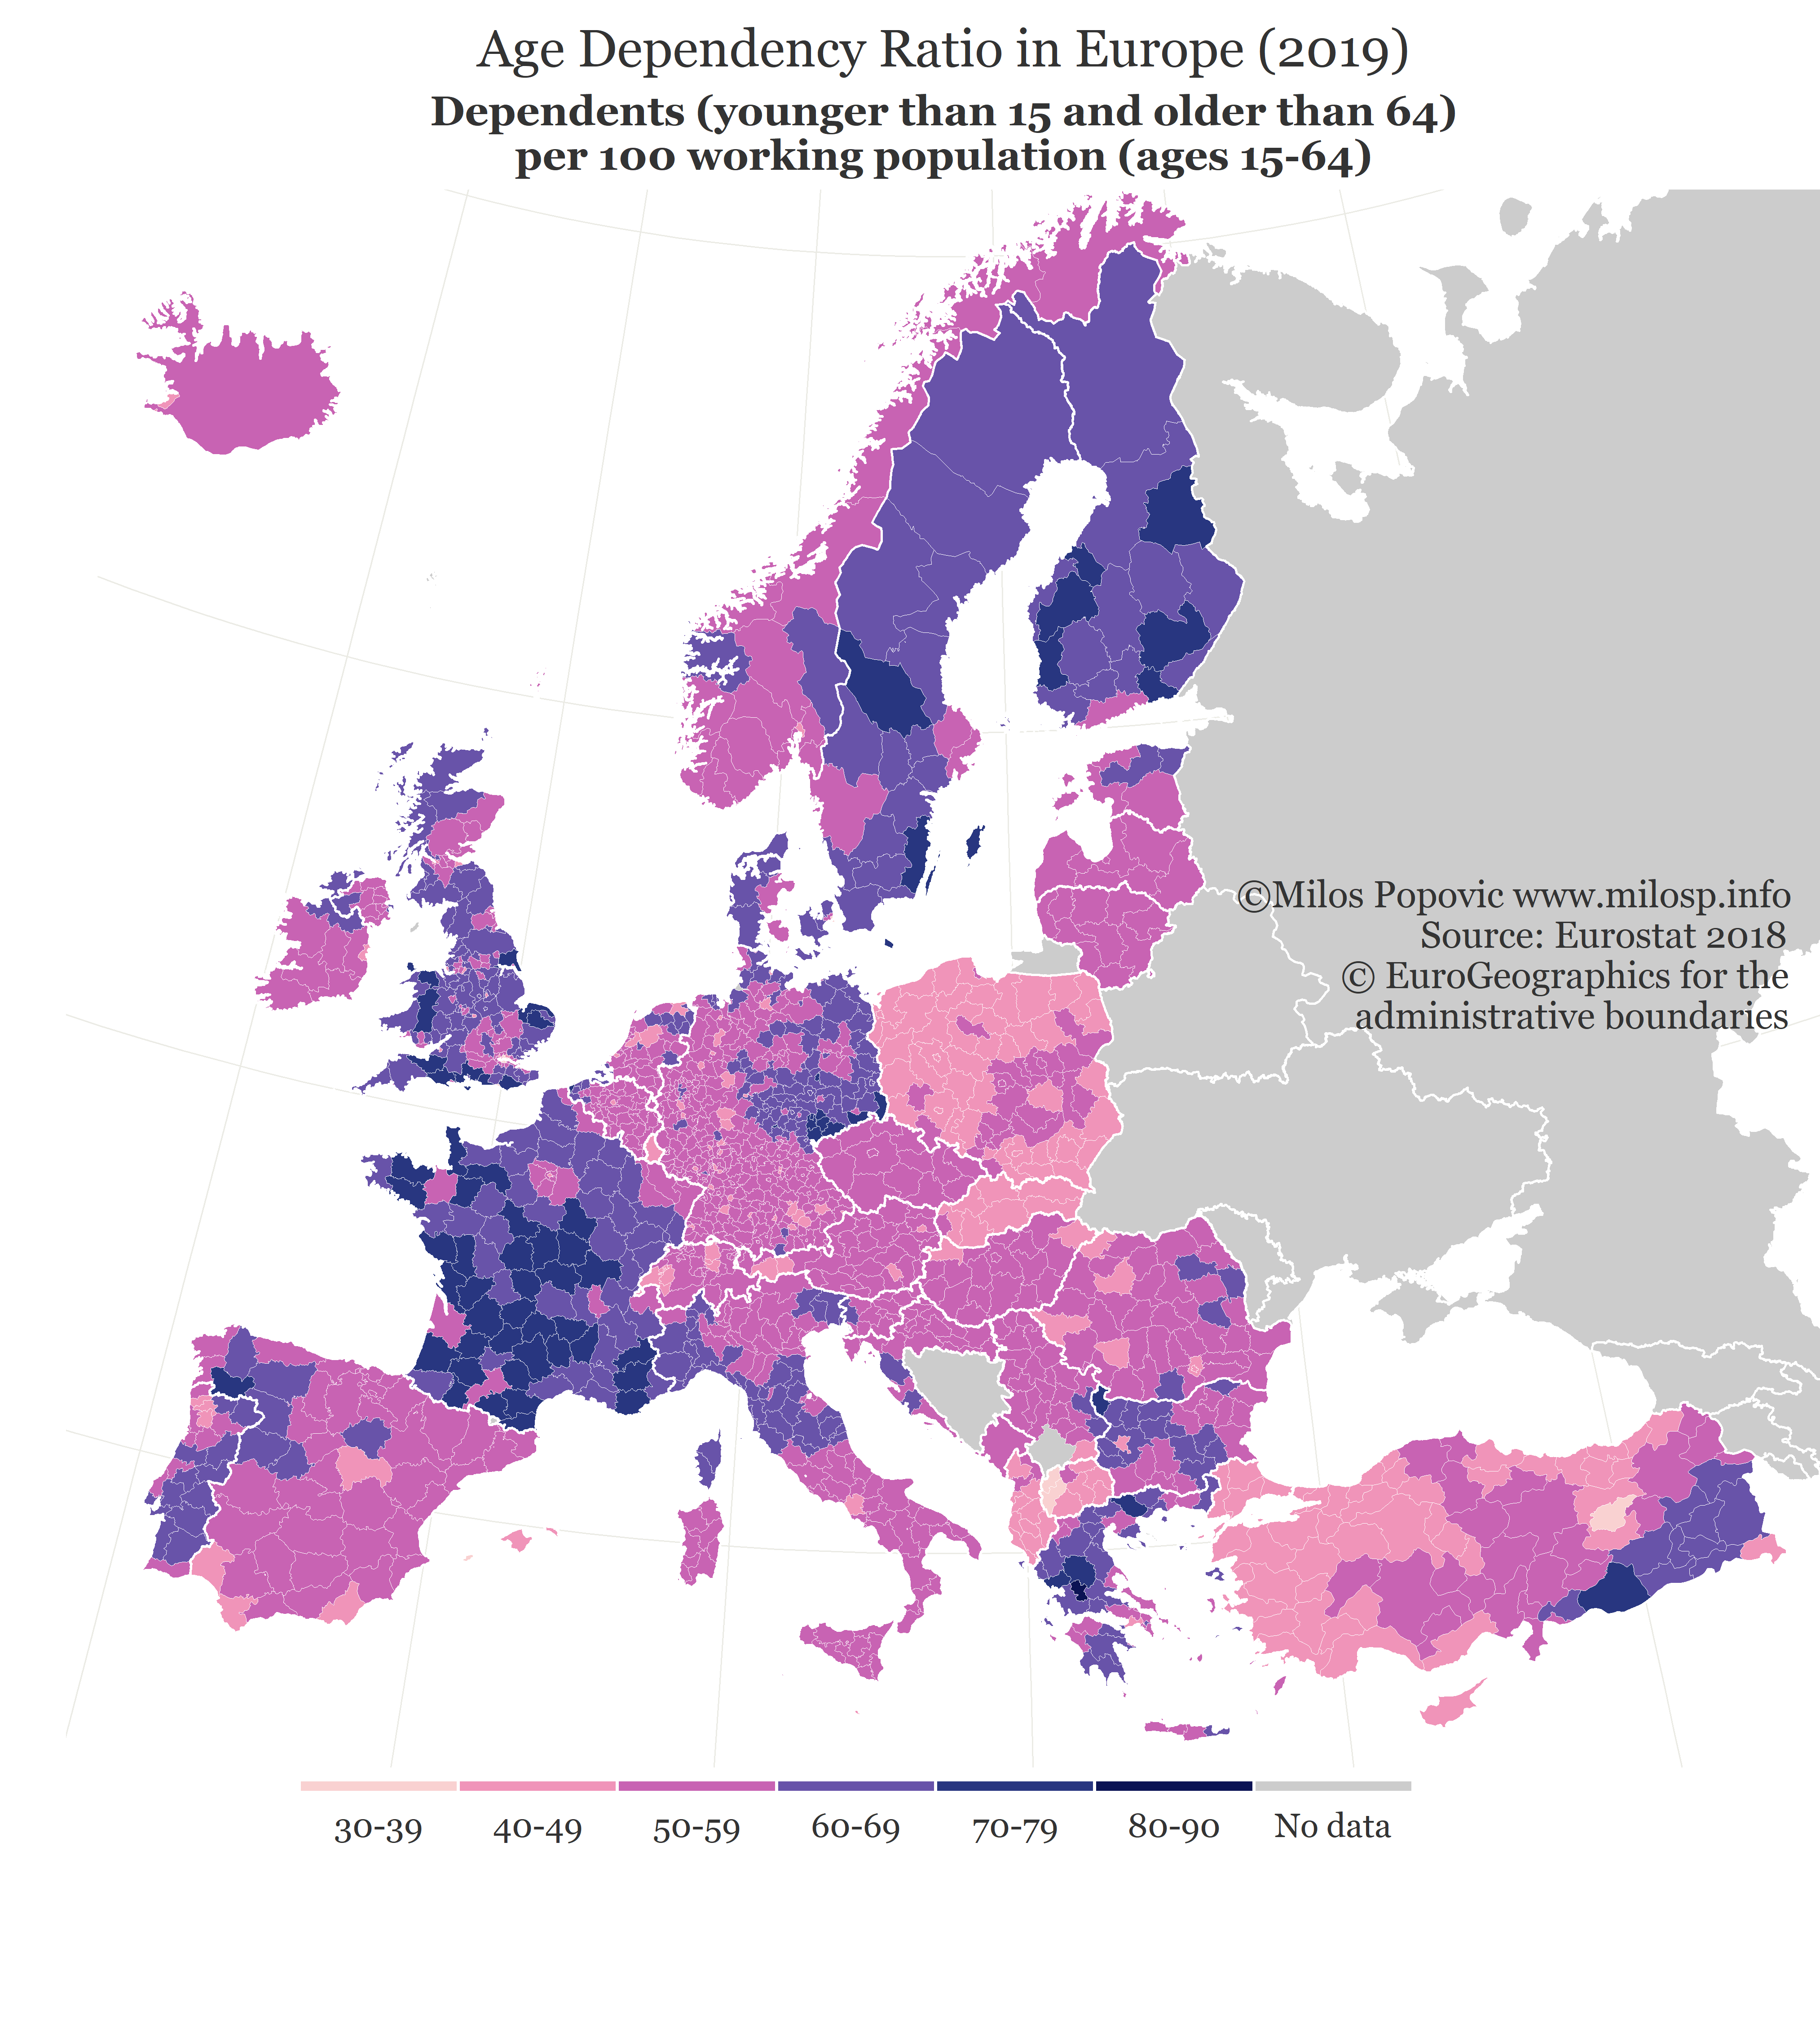 Age Dependency Ratio in Europe (2019)
Dependents (younger than 15 and older than 64)
per 100 working population (ages 15-64)
©Milos Popovic www.milosp.info
Source: Eurostat 2018
© EuroGeographics for the
administrative boundaries
30-39 40-49 50-59 60-69 70-79 80-90 No data